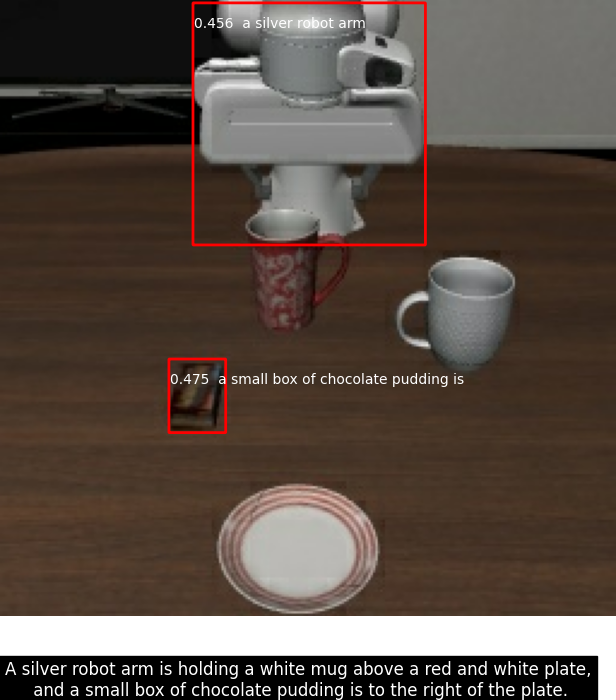 0.456 a silver robot arm
0.475 a small box of chocolate pudding is
A silver robot arm is holding a white mug above a red and white plate,
and a small box of chocolate pudding is to the right of the plate.